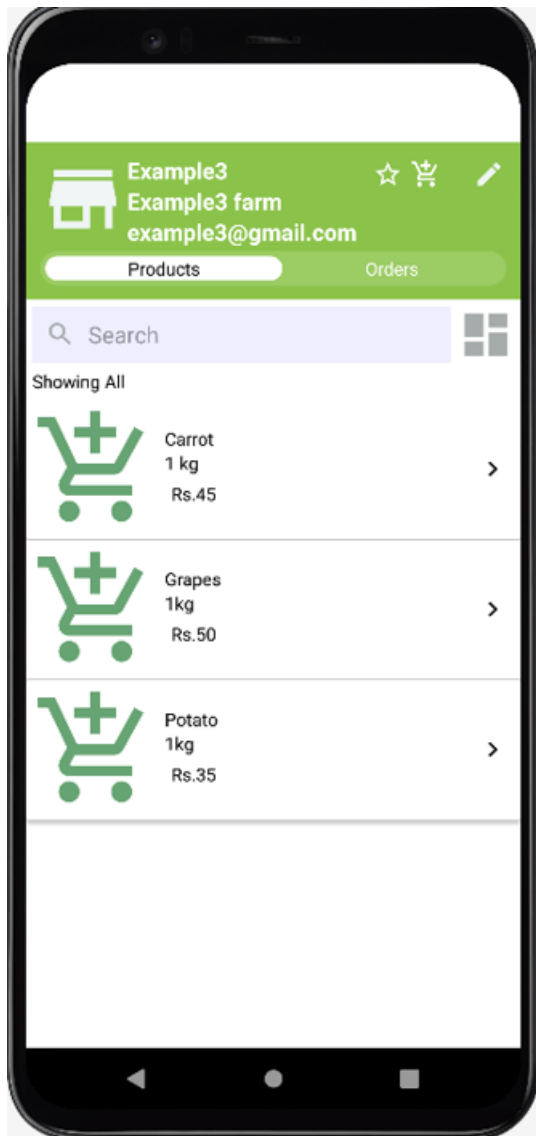 Example3
Example3 farm
example3@gmail.com
Products
Orders
Search
Showing All
Carrot
1 kg
Rs.45
Grapes
1kg
Rs.50
Potato
1kg
Rs.35